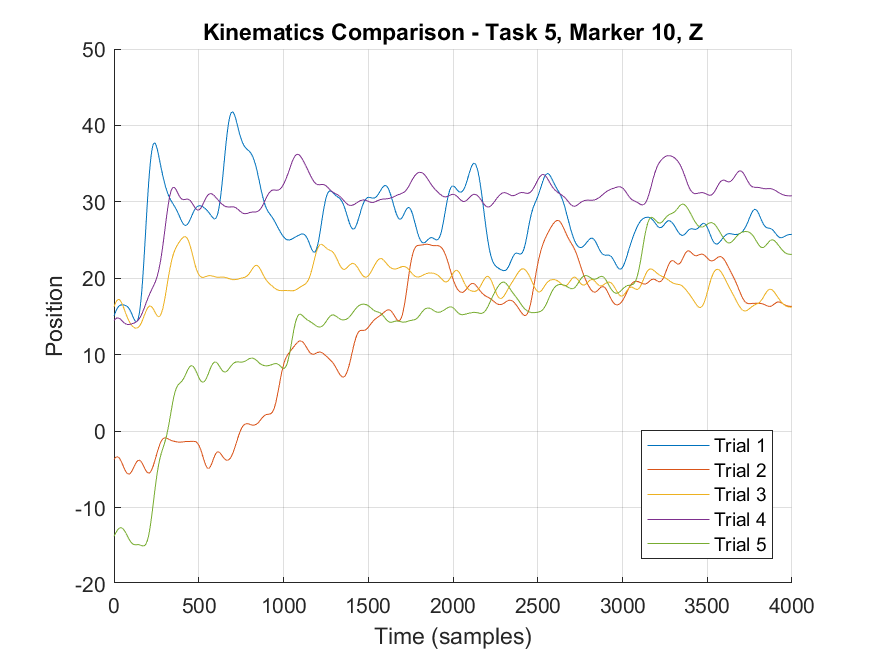 Kinematics Comparison - Task 5, Marker 10, Z
50
40
30
20
10
0
-10
-20
Position
0 500 1000 1500 2000 2500 3000 3500 4000
Time (samples)
Trial 1
Trial 2
Trial 3
Trial 4
Trial 5